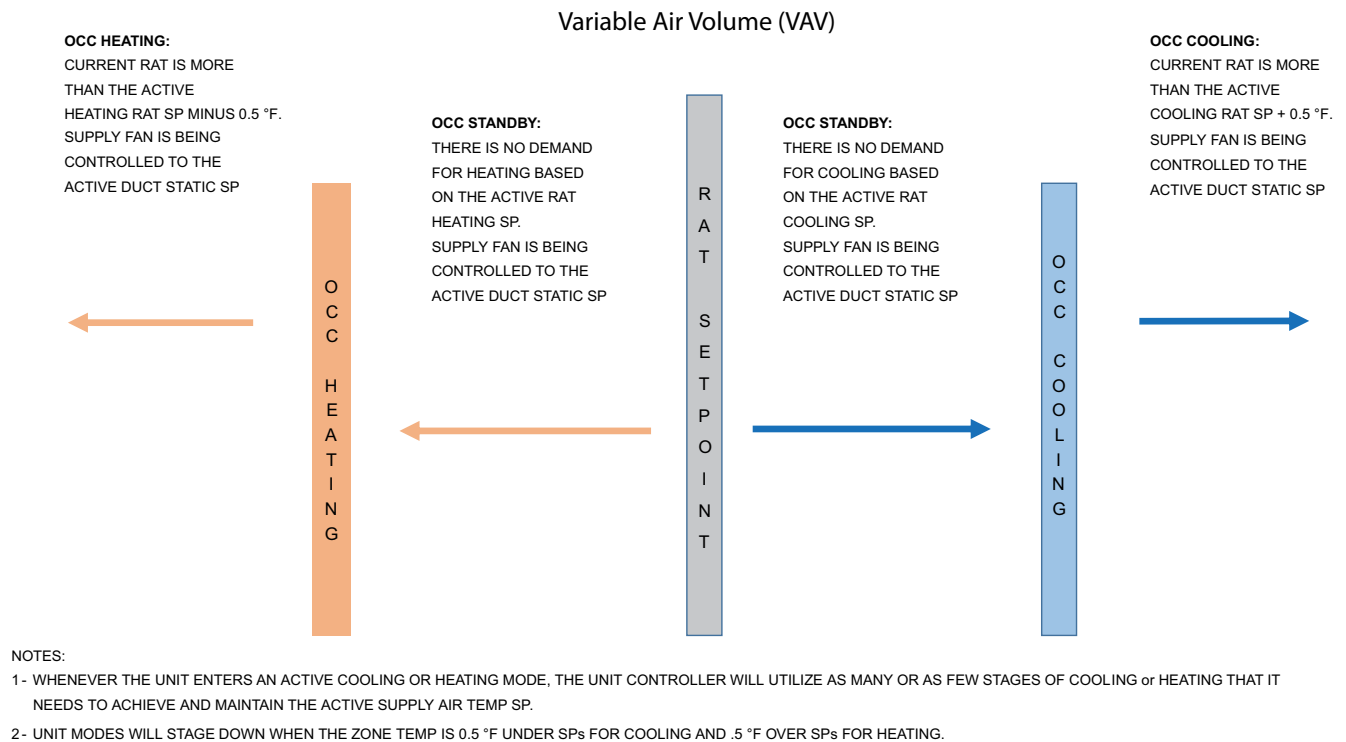 Variable Air Volume (VAV)
OCC HEATING:
CURRENT RAT IS MORE
THAN THE ACTIVE
HEATING RAT SP MINUS 0.5 °F.
SUPPLY FAN IS BEING
CONTROLLED TO THE
ACTIVE DUCT STATIC SP
OCC HEATING
OCC STANDBY:
THERE IS NO DEMAND
FOR HEATING BASED
ON THE ACTIVE RAT
HEATING SP.
SUPPLY FAN IS BEING
CONTROLLED TO THE
ACTIVE DUCT STATIC SP
RAT SETPOINT
OCC STANDBY:
THERE IS NO DEMAND
FOR COOLING BASED
ON THE ACTIVE RAT
COOLING SP.
SUPPLY FAN IS BEING
CONTROLLED TO THE
ACTIVE DUCT STATIC SP
OCC COOLING
OCC COOLING:
CURRENT RAT IS MORE
THAN THE ACTIVE
COOLING RAT SP + 0.5 °F.
SUPPLY FAN IS BEING
CONTROLLED TO THE
ACTIVE DUCT STATIC SP
NOTES:
1- WHENEVER THE UNIT ENTERS AN ACTIVE COOLING OR HEATING MODE, THE UNIT CONTROLLER WILL UTILIZE AS MANY OR AS FEW STAGES OF COOLING or HEATING THAT IT
NEEDS TO ACHIEVE AND MAINTAIN THE ACTIVE SUPPLY AIR TEMP SP.
2- UNIT MODES WILL STAGE DOWN WHEN THE ZONE TEMP IS 0.5 °F UNDER SPs FOR COOLING AND .5 °F OVER SPs FOR HEATING.